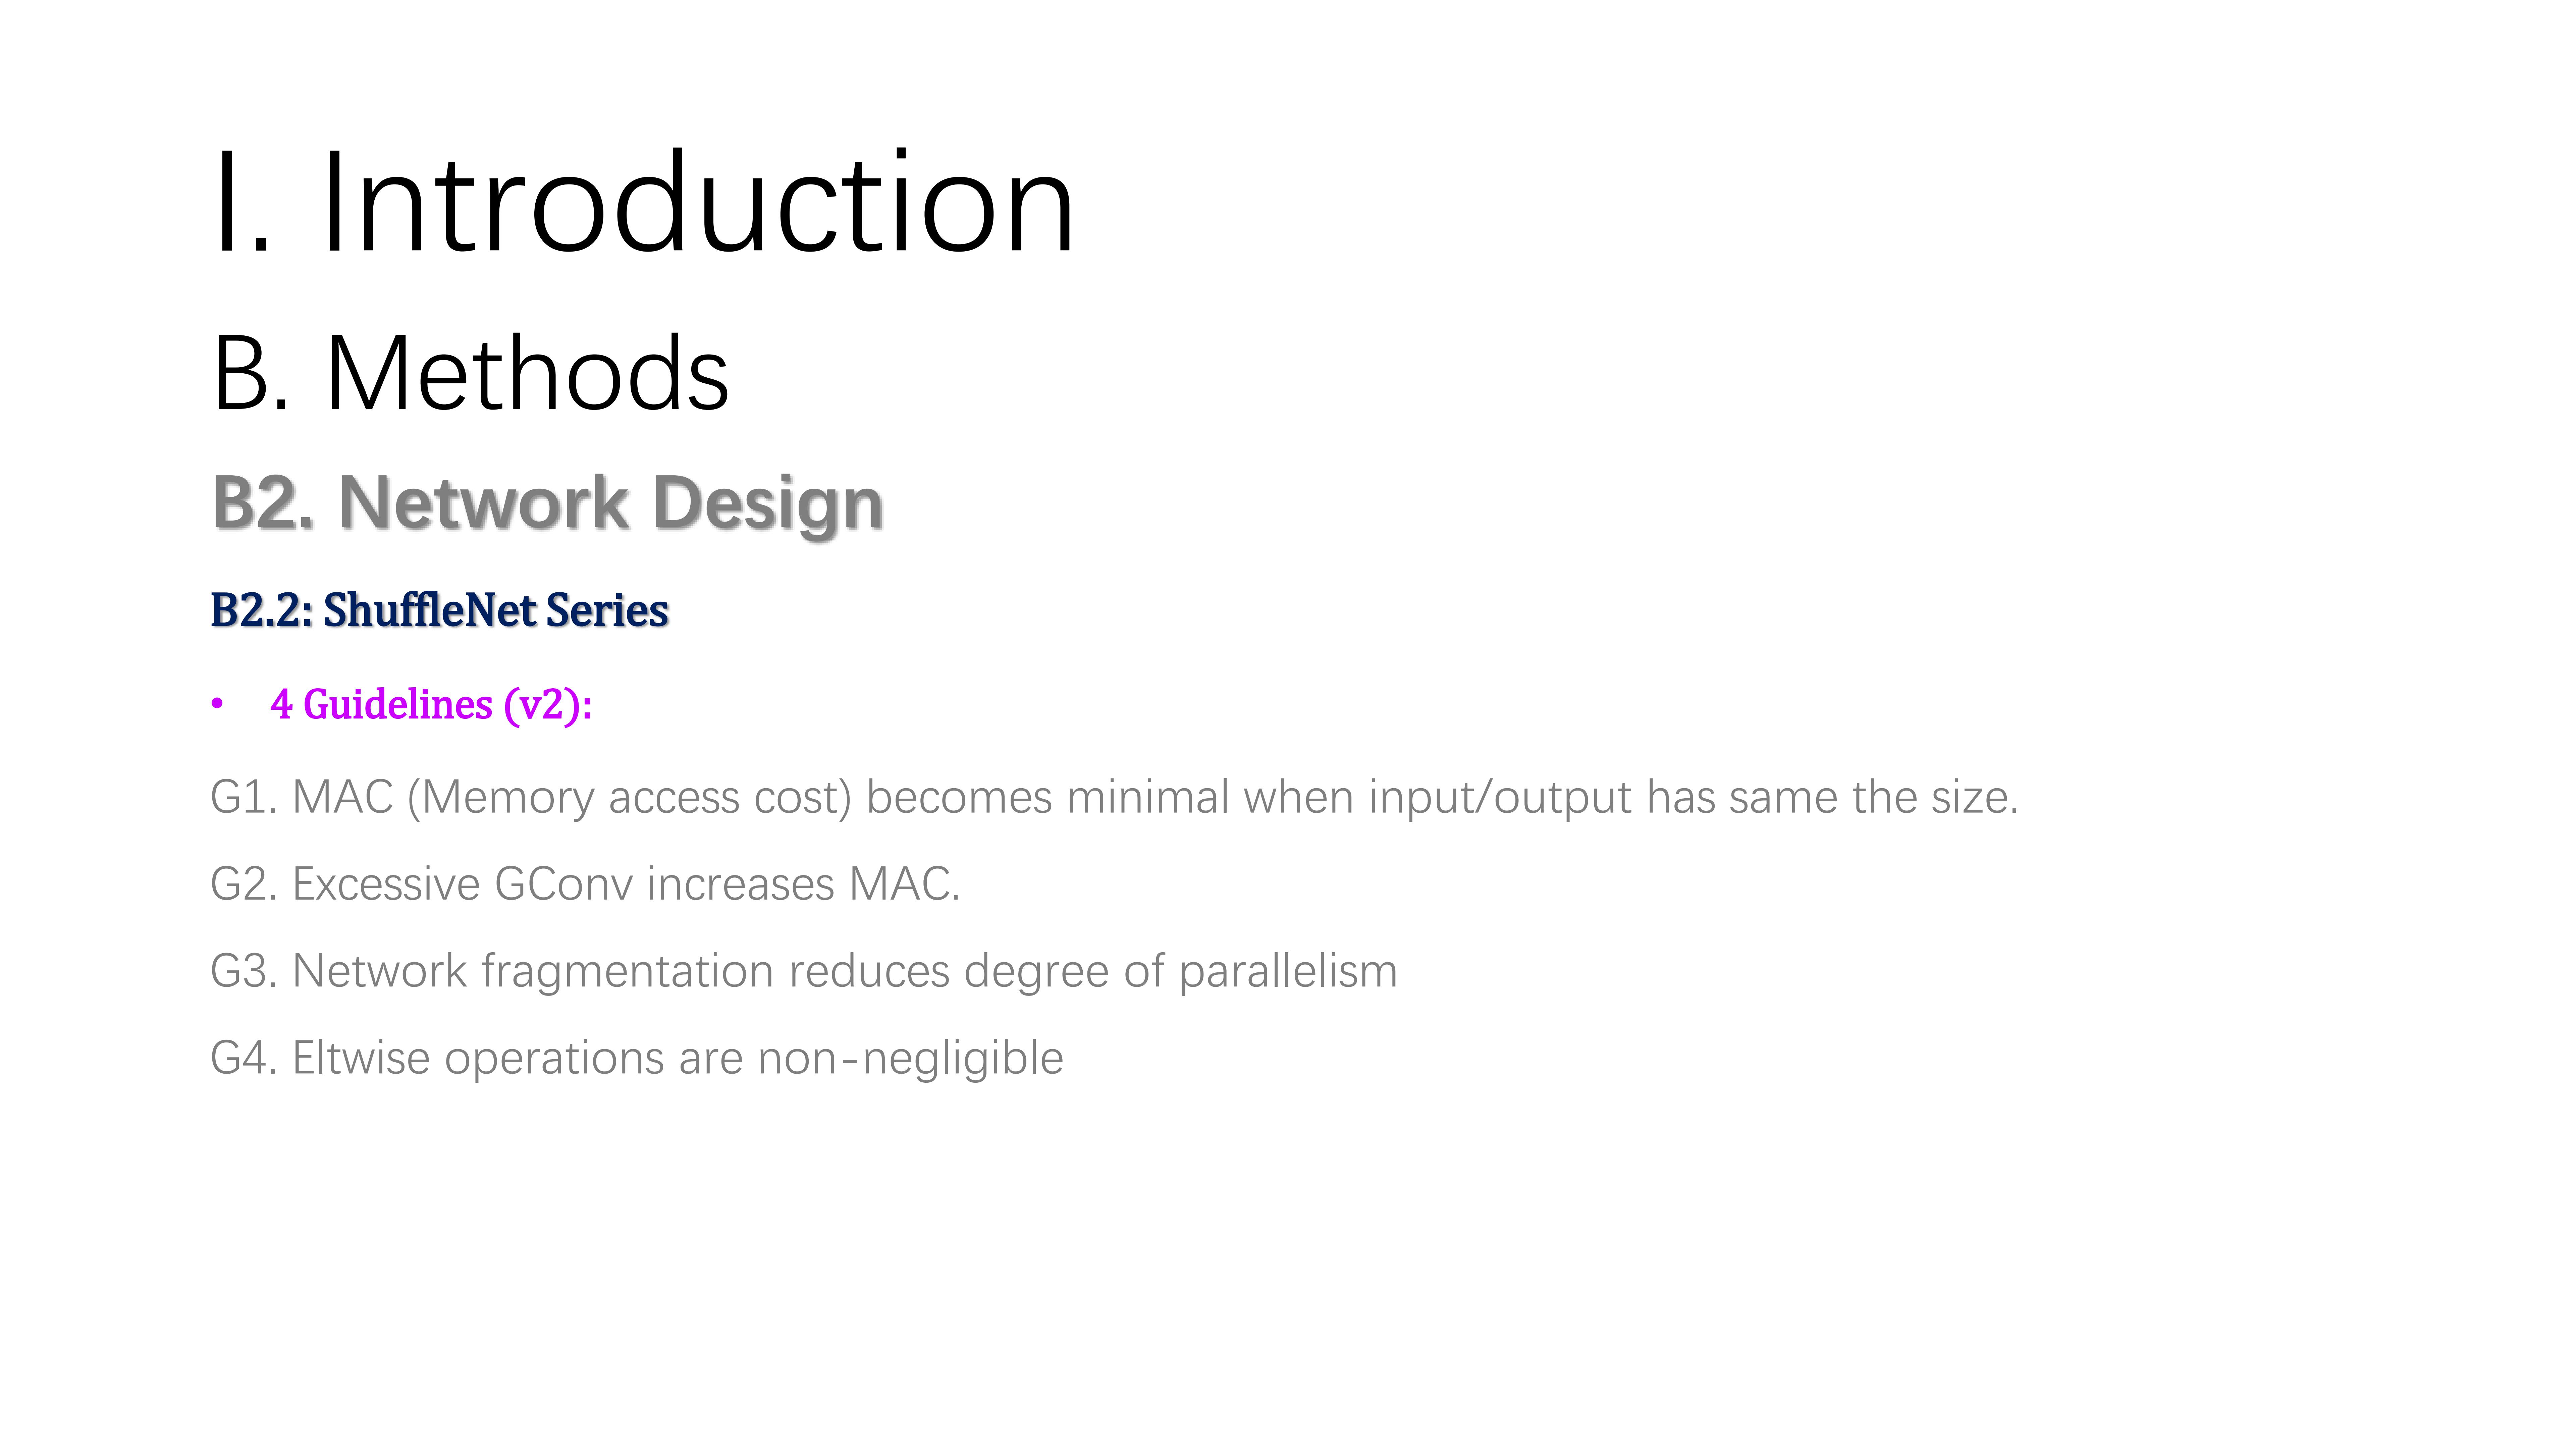 I. Introduction
B. Methods
B2. Network Design
B2.2: ShuffleNet Series
• 4 Guidelines (v2):
G1. MAC (Memory access cost) becomes minimal when input/output has same the size.
G2. Excessive GConv increases MAC.
G3. Network fragmentation reduces degree of parallelism
G4. Eltwise operations are non-negligible